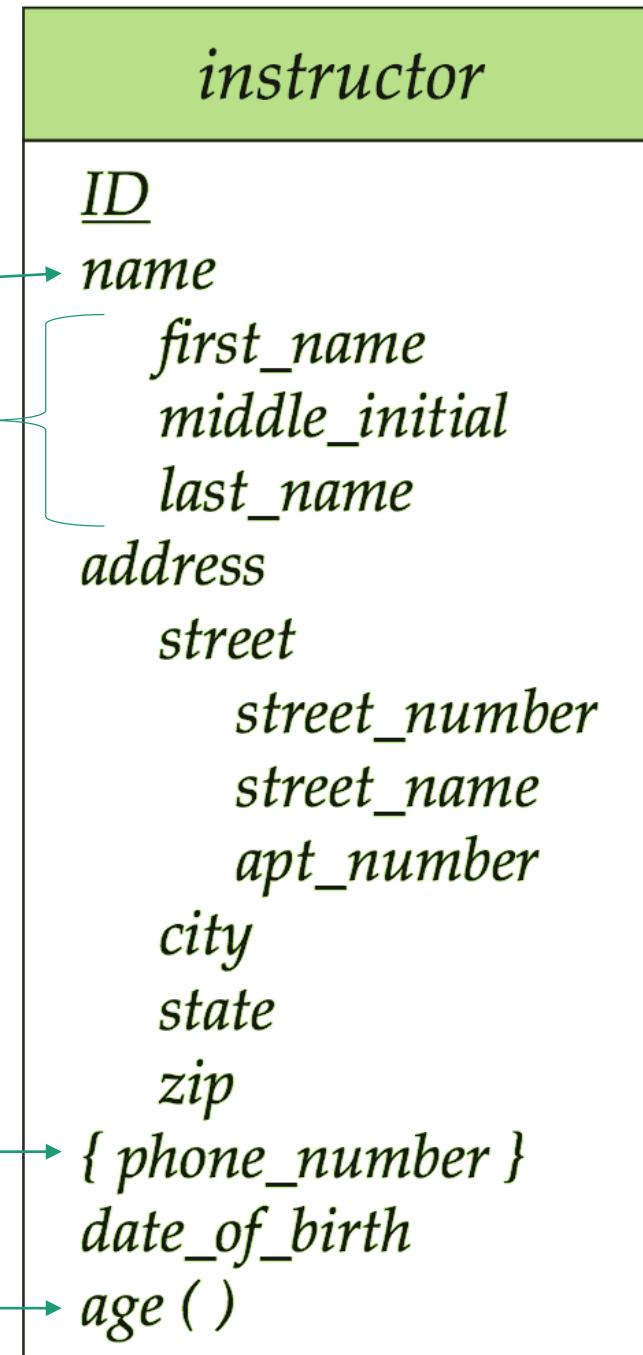 instructor
ID
name
first_name
middle_initial
last_name
address
street
street_number
street_name
apt_number
city
state
zip
{ phone_number }
date_of_birth
age ( )